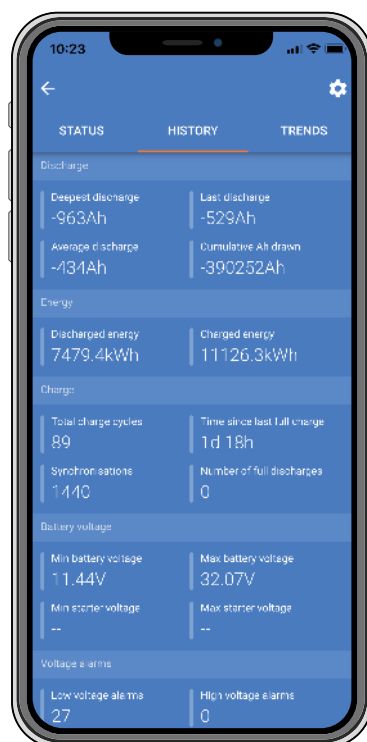 10:23
STATUS HISTORY TRENDS
Discharge
Deepest discharge Last discharge
-963Ah -529Ah
Average discharge Cumulative Ah drawn
-434Ah -390252Ah
Energy
Discharged energy Charged energy
7479.4kWh 11126.3kWh
Charge
Total charge cycles Time since last full charge
89 1d 18h
Synchronisations Number of full discharges
1440 0
Battery voltage
Min battery voltage Max battery voltage
11.44V 32.07V
Min starter voltage Max starter voltage
-- --
Voltage alarms
Low voltage alarms High voltage alarms
27 0